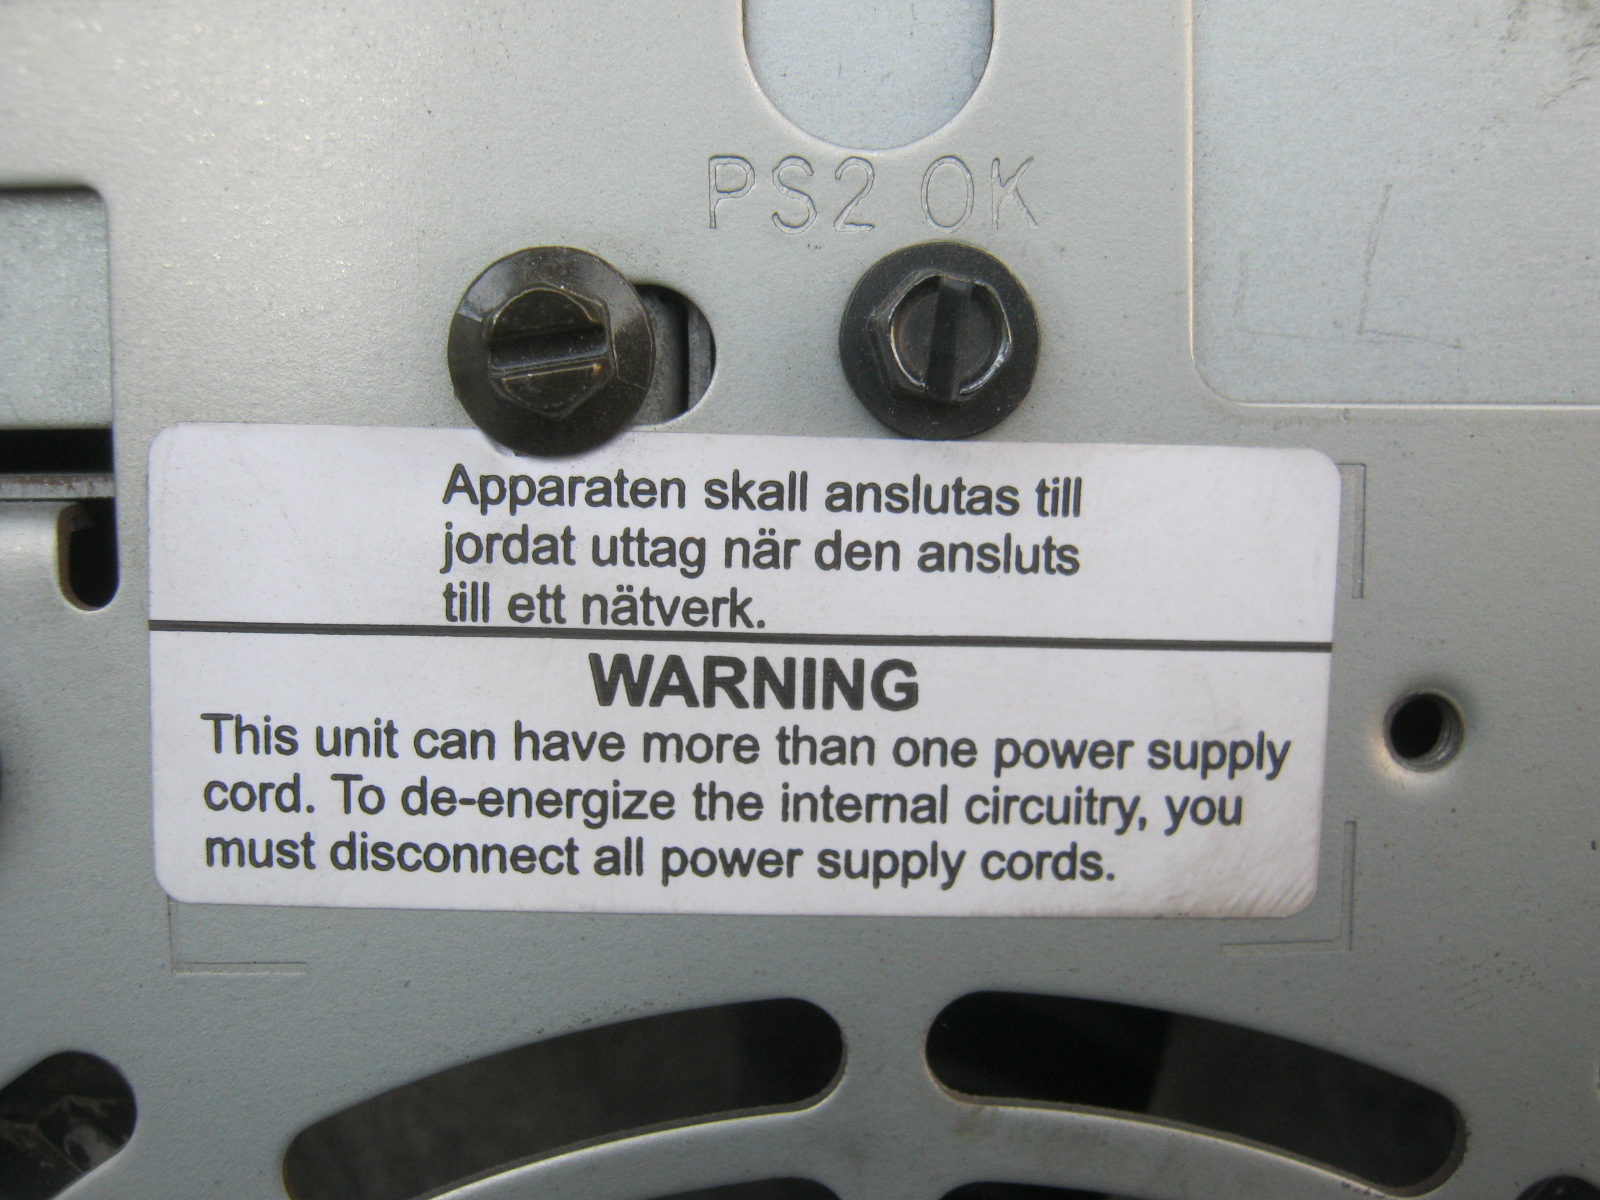 PS2 OK
Apparaten skall anslutas till
jordat uttag när den ansluts
till ett nätverk.
WARNING
This unit can have more than one power supply
cord. To de-energize the internal circuitry, you
must disconnect all power supply cords.